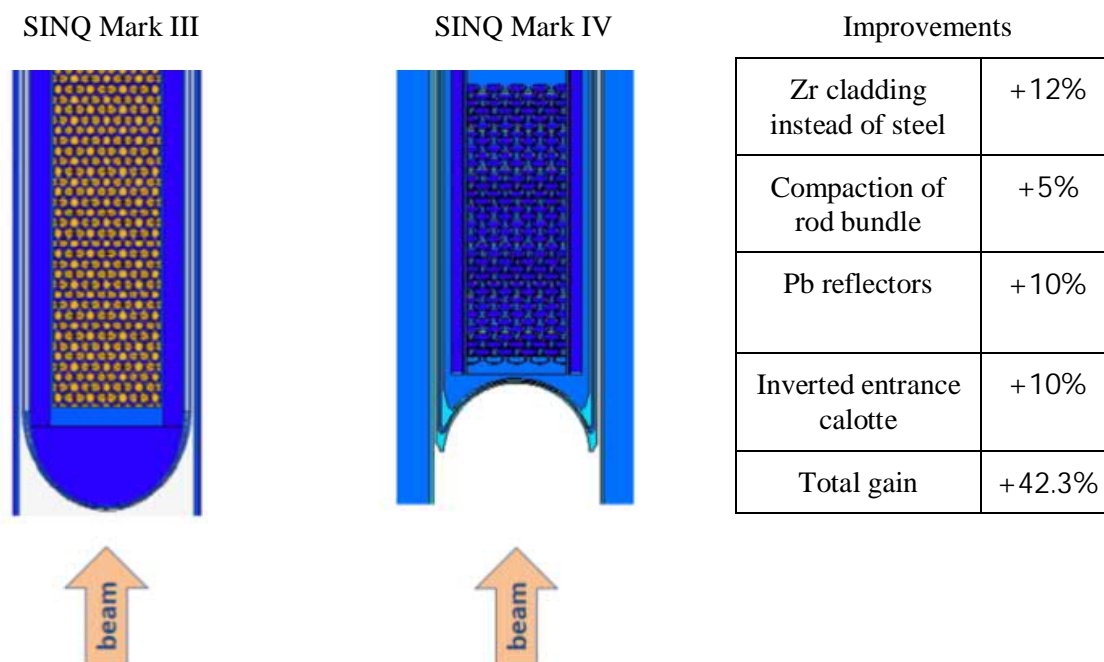 SINQ Mark III
SINQ Mark IV
Improvements
Zr cladding
instead of steel
+12%
Compaction of
rod bundle
+5%
Pb reflectors
+10%
Inverted entrance
calotte
+10%
Total gain
+42.3%
beam
beam